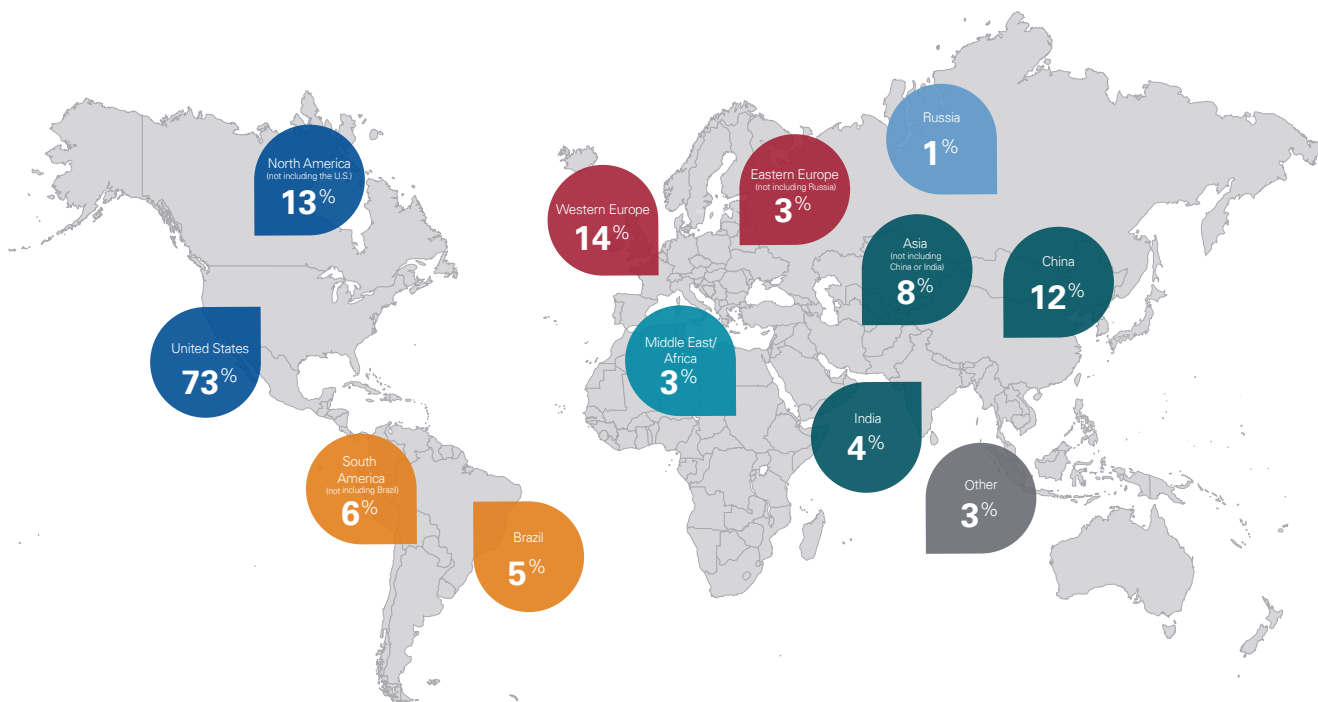 North America
(not including the U.S.)
13%
United States
73%
South
America
(not including Brazil)
6%
Brazil
5%
Western Europe
14%
Eastern Europe
(not including Russia)
3%
Russia
1%
Middle East/
Africa
3%
Asia
(not including
China or India)
8%
China
12%
India
4%
Other
3%